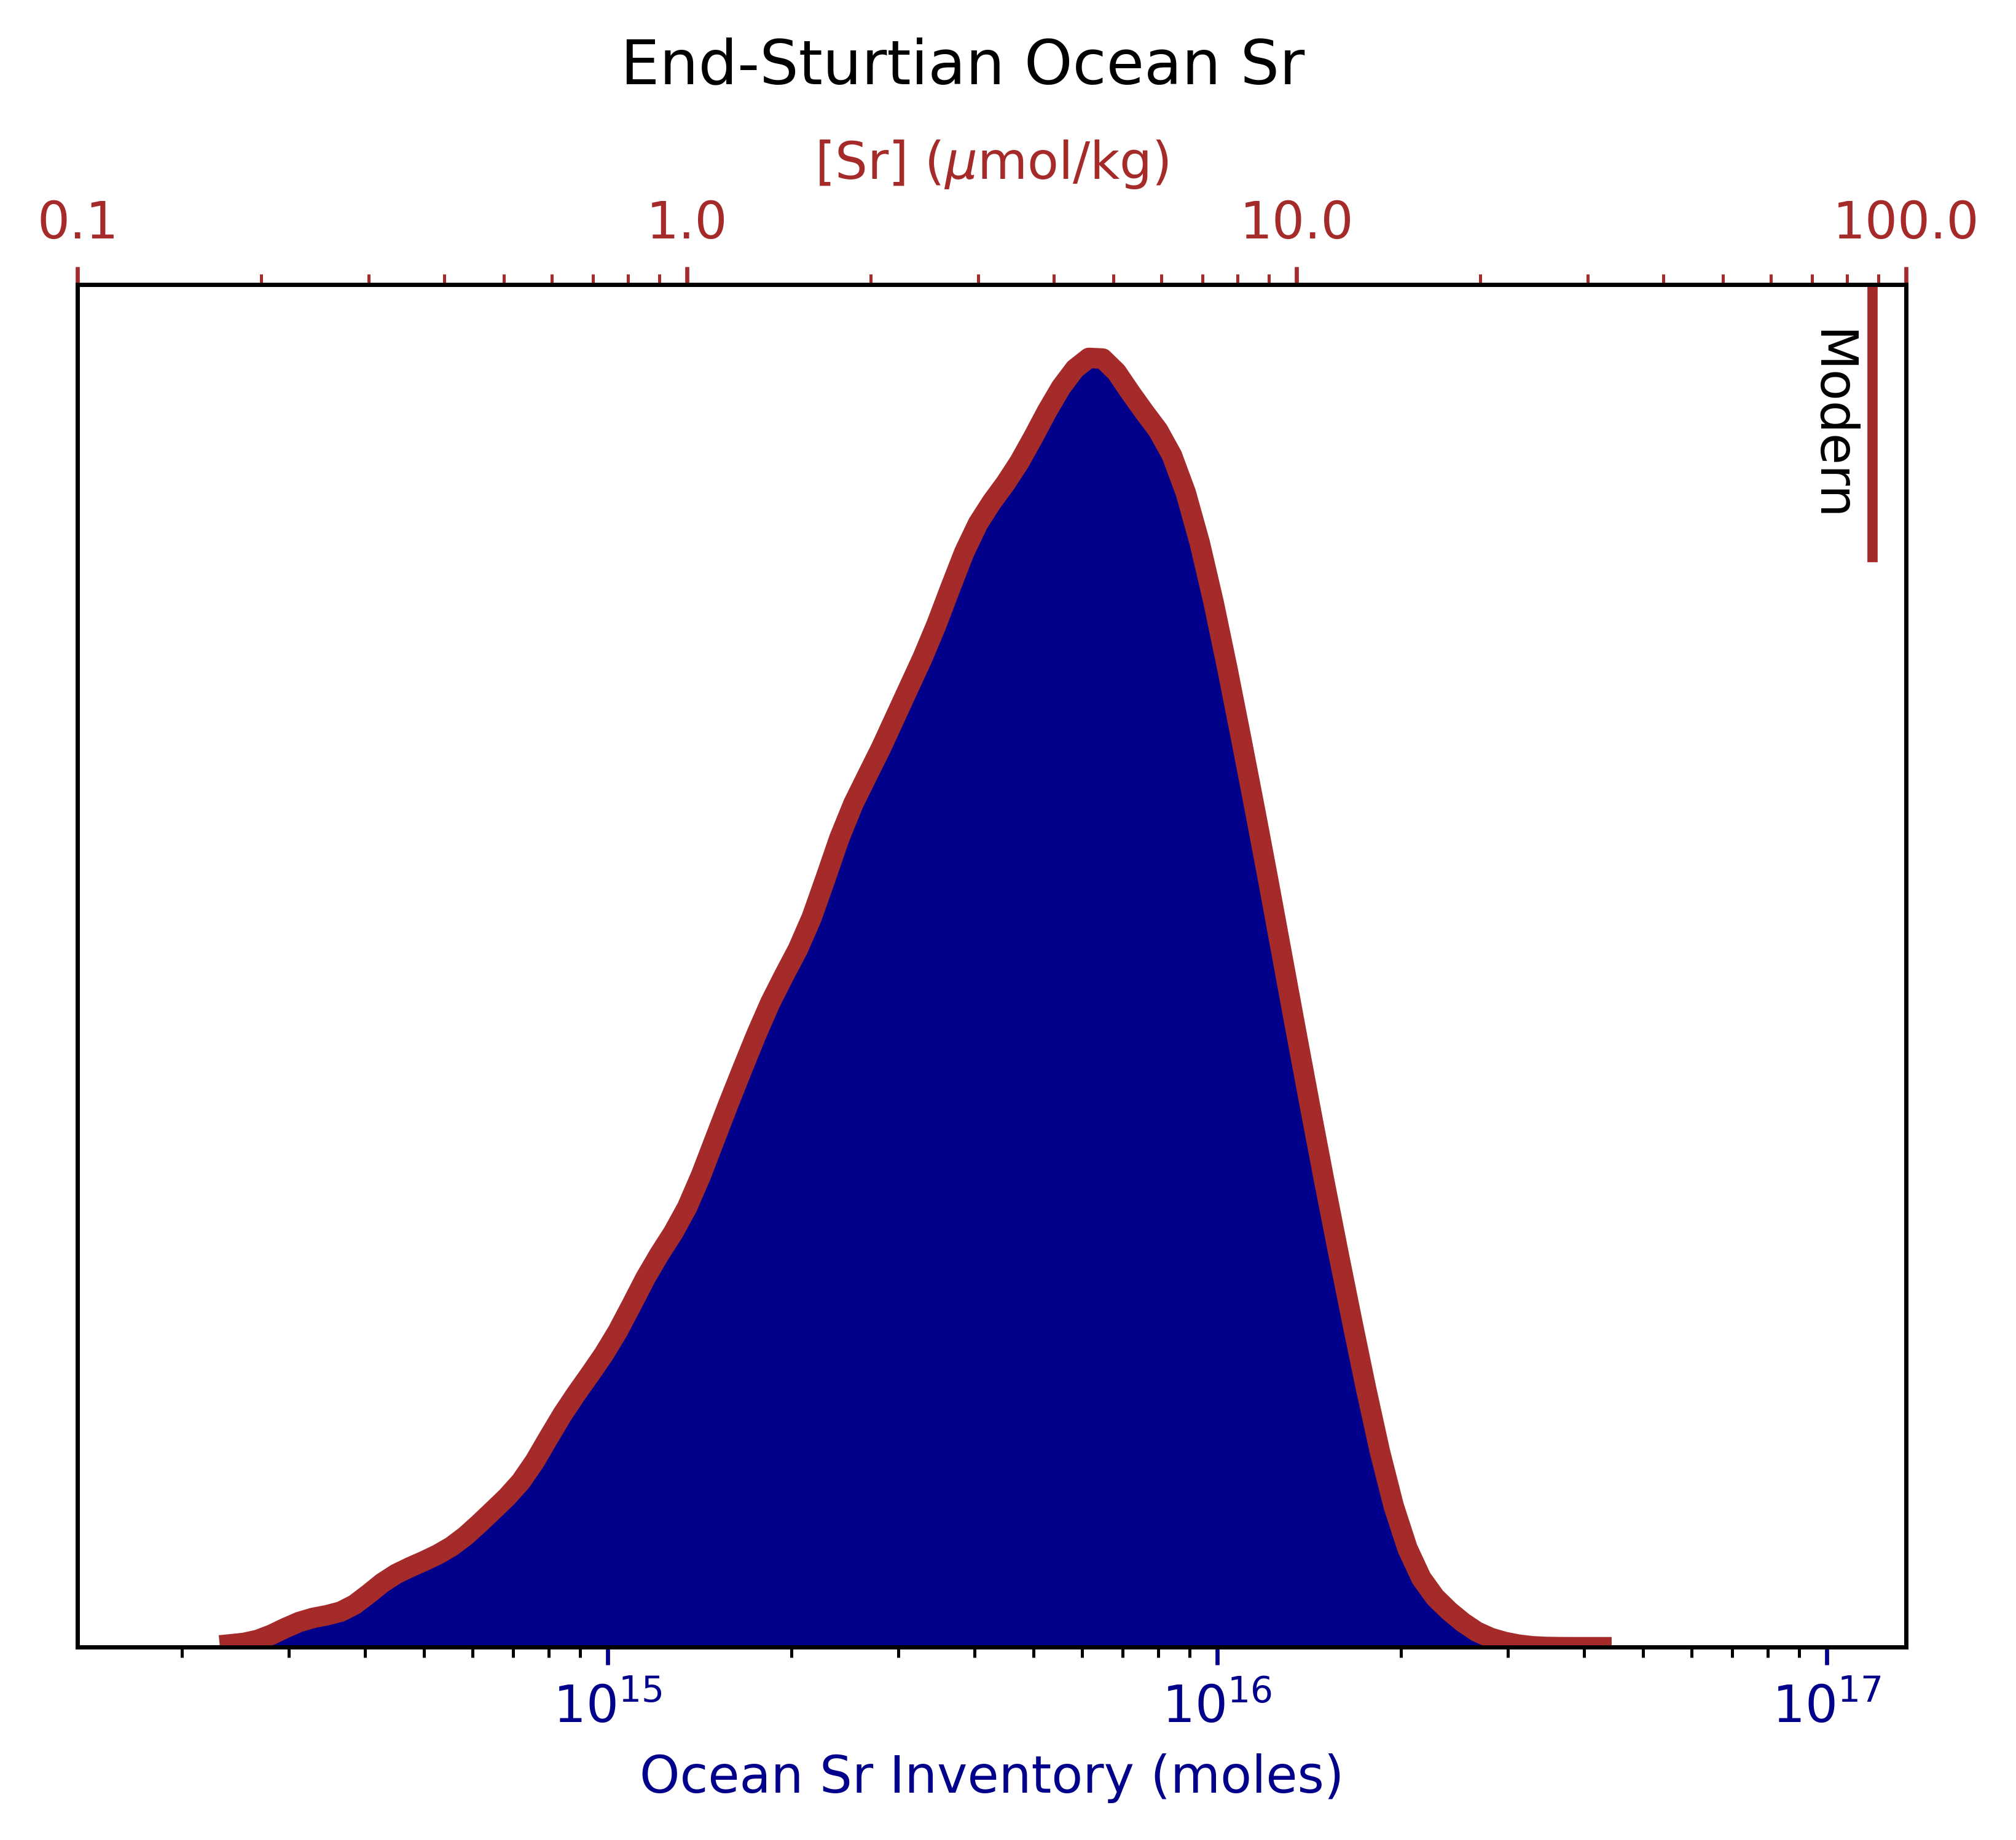 End-Sturtian Ocean Sr
[Sr] (μmol/kg)
0.1 1.0 10.0 100.0
Modern
10¹⁵ 10¹⁶ 10¹⁷
Ocean Sr Inventory (moles)